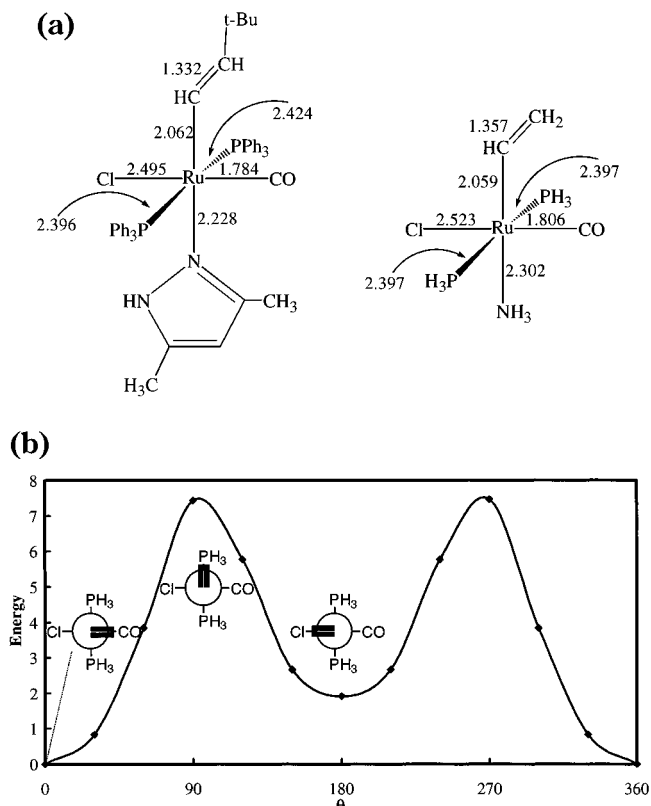 (a)
t-Bu
1.332
CH
HC
2.062
2.424
PPh3
Cl
2.495
Ru
1.784
CO
2.396
Ph3P
2.228
N
HN
CH3
H3C
1.357
CH2
HC
2.059
2.397
PH3
Cl
2.523
Ru
1.806
CO
2.397
H3P
2.302
NH3
(b)
8
7
6
5
4
3
2
1
0
Energy
PH3
Cl
CO
PH3
PH3
Cl
CO
PH3
PH3
Cl
CO
PH3
0 90 180 270 360
θ